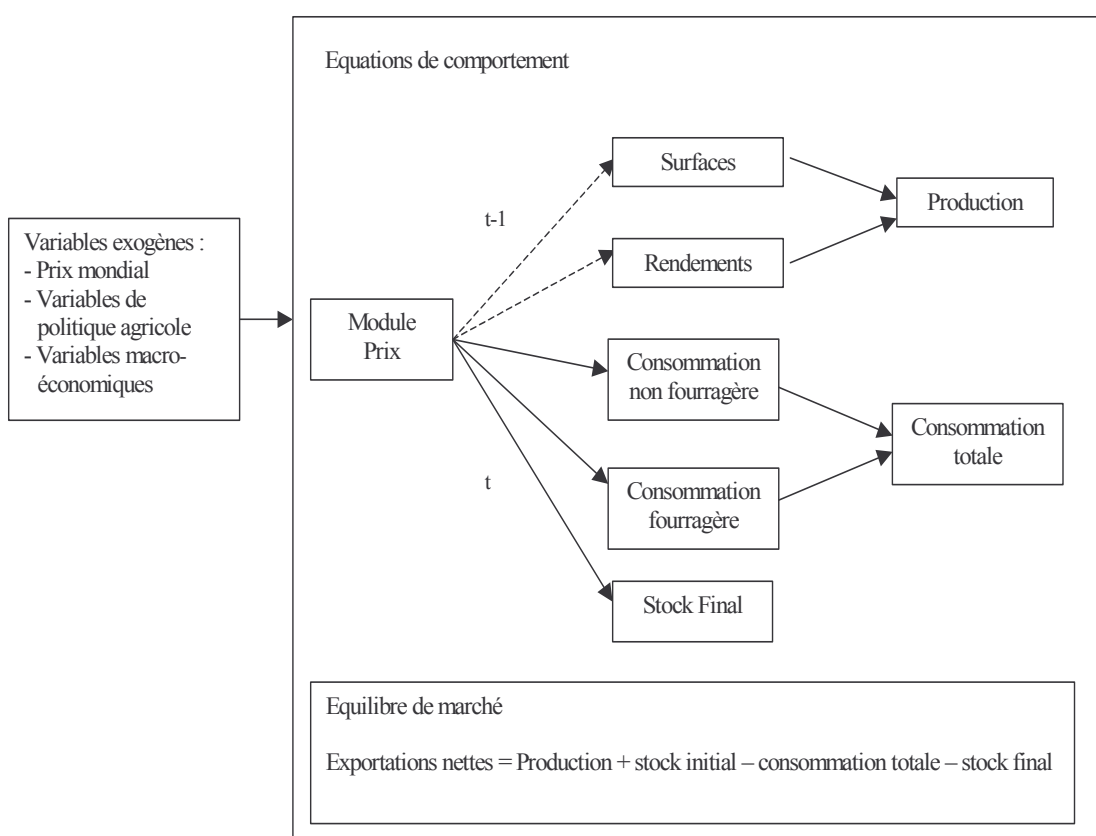 Equations de comportement
Variables exogènes :
- Prix mondial
- Variables de
politique agricole
- Variables macro-
économiques
Module
Prix
t-1
t
Surfaces
Rendements
Production
Consommation
non fourragère
Consommation
fourragère
Consommation
totale
Stock Final
Equilibre de marché
Exportations nettes = Production + stock initial – consommation totale – stock final